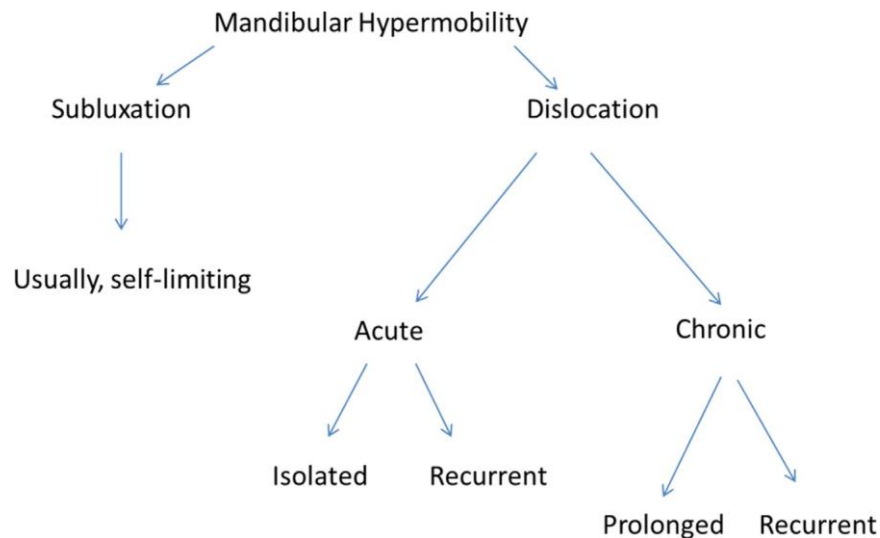 Mandibular Hypermobility
Subluxation
Dislocation
Usually, self-limiting
Acute
Chronic
Isolated
Recurrent
Prolonged
Recurrent